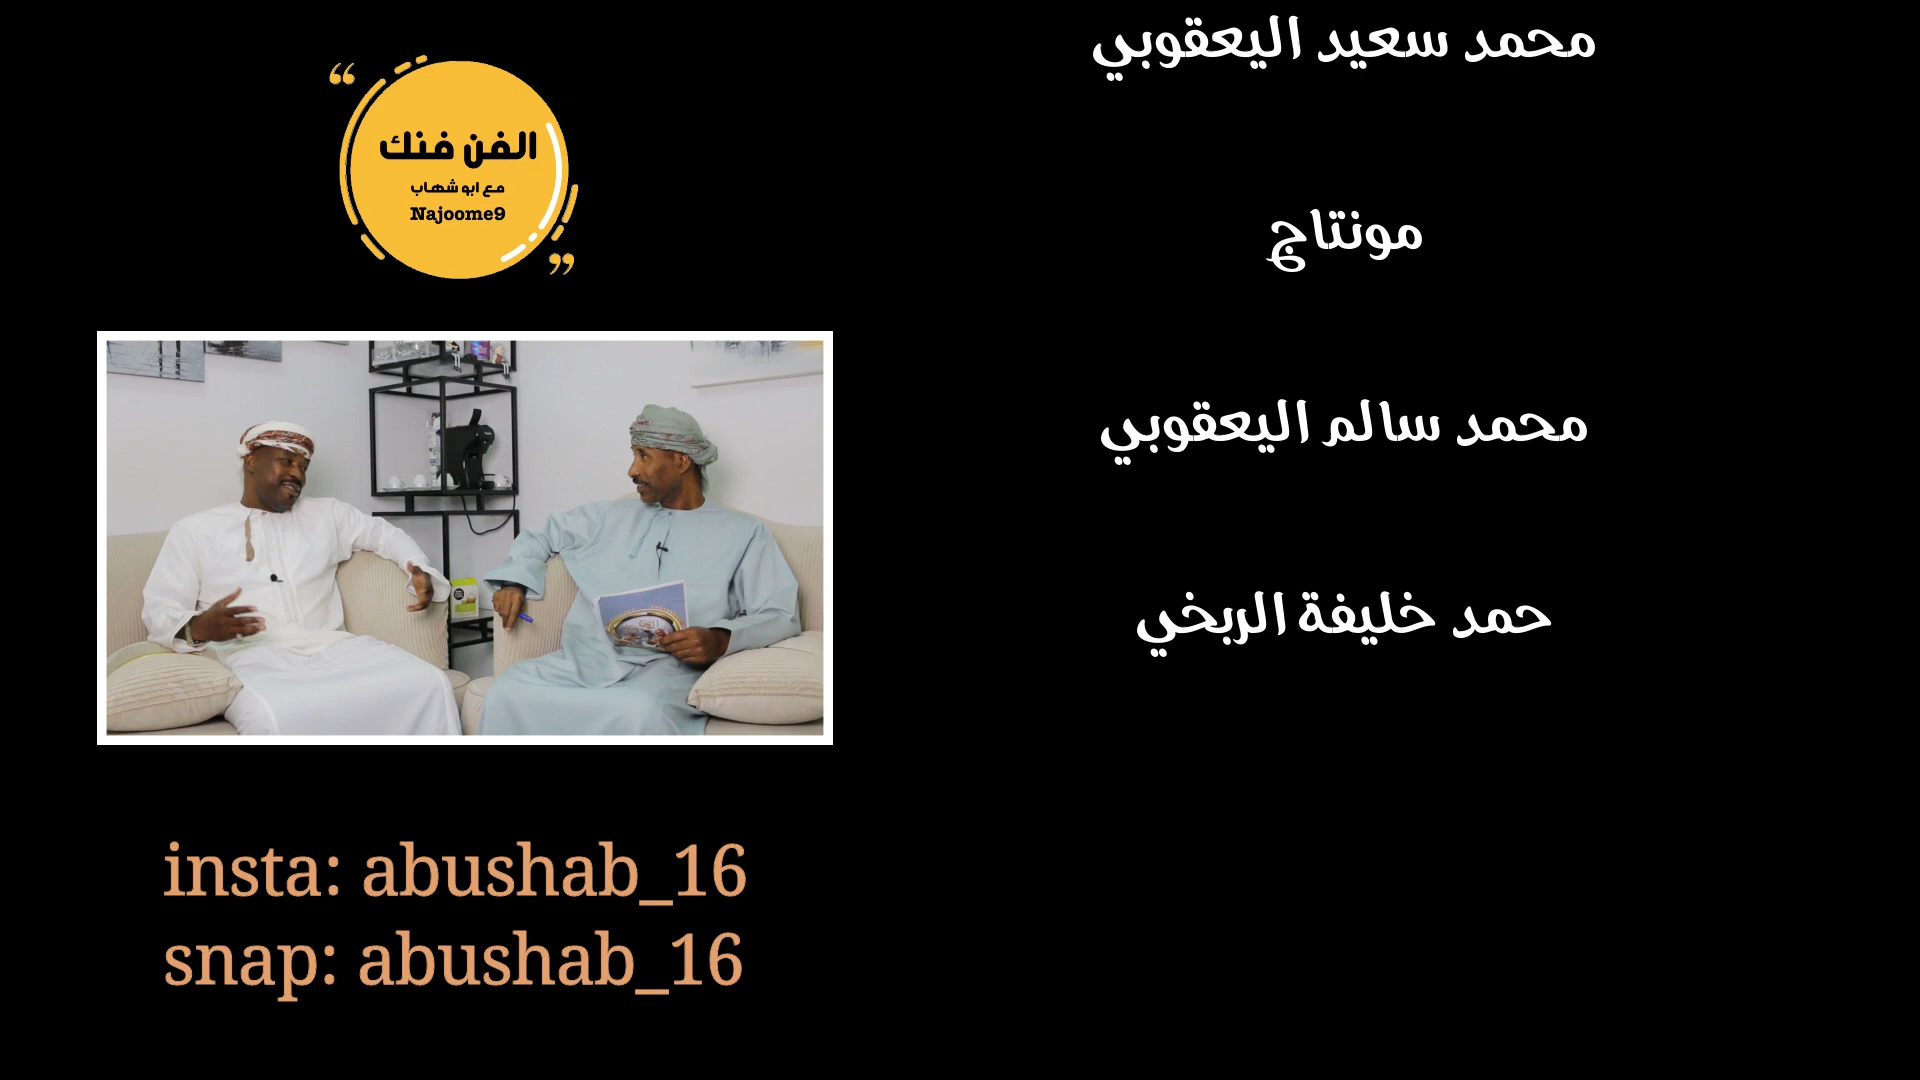 الفن فنك
مع ابو شهاب
Najoome9
insta: abushab_16
snap: abushab_16
محمد سعيد اليعقوبي
مونتاج
محمد سالم اليعقوبي
حمد خليفة الربخي